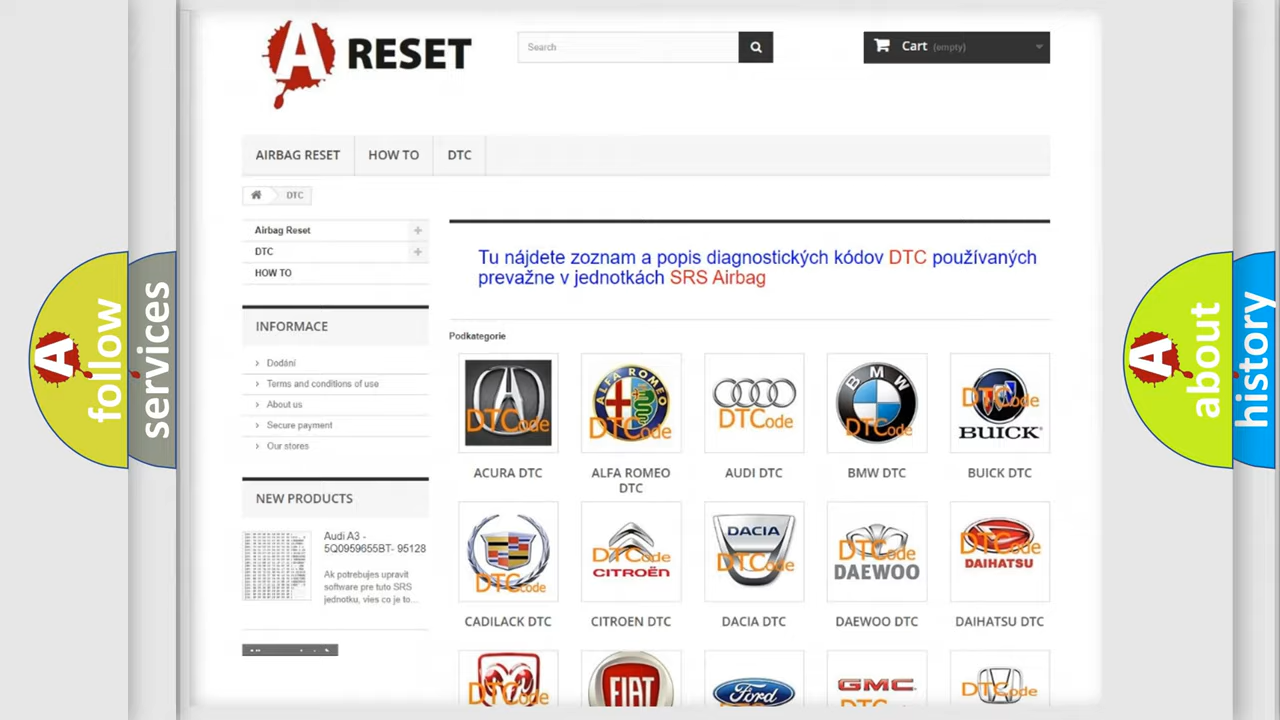 A RESET
Search
Cart (empty)
AIRBAG RESET
HOW TO
DTC
DTC
Airbag Reset
DTC
HOW TO
Tu nájdete zoznam a popis diagnostických kódov DTC používaných
prevažne v jednotkách SRS Airbag
INFORMACE
Dodání
Terms and conditions of use
About us
Secure payment
Our stores
NEW PRODUCTS
Audi A3 -
5Q0959655BT- 95128
Ak potrebujes upravit
software pre tuto SRS
jednotku, vies co je to...
Podkategorie
DTCode
ALFA ROMEO
DTCode
DTCode
BMW
DTCode
DTCode
BUICK
ACURA DTC
ALFA ROMEO
DTC
AUDI DTC
BMW DTC
BUICK DTC
DTCode
DTCode
CITROËN
DACIA
DTCode
DTCode
DAEWOO
DTCode
DAIHATSU
CADILACK DTC
CITROEN DTC
DACIA DTC
DAEWOO DTC
DAIHATSU DTC
DTCode
FIAT
Ford
GMC
DTCode
A follow
services
A about
history